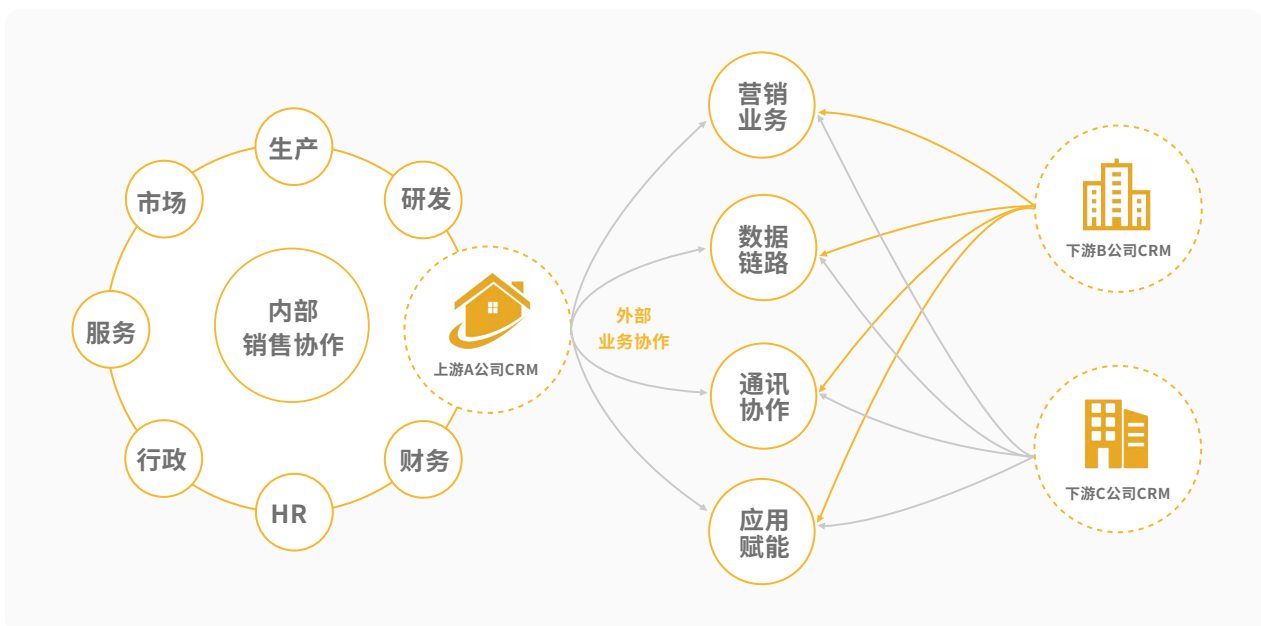 生产
市场
研发
服务
内部
销售协作
行政
HR
财务
上游A公司CRM
外部
业务协作
营销
业务
数据
链路
通讯
协作
应用
赋能
下游B公司CRM
下游C公司CRM